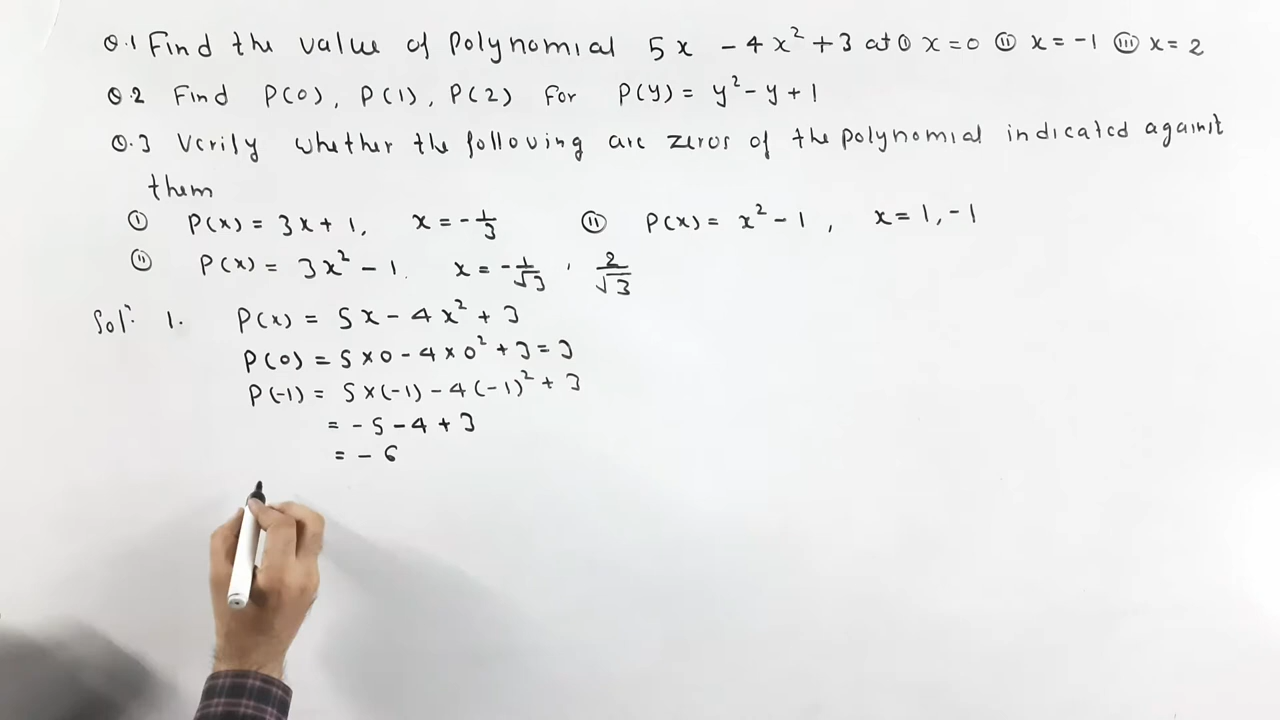 Q.1 Find the value of Polynomial 5x - 4x² + 3 at ⓘ x = 0 ⓘⓘ x = -1 ⓘⓘⓘ x = 2
Q.2 Find P(0), P(1), P(2) For P(y) = y² - y + 1
Q.3 Verify whether the following are zeros of the polynomial indicated against
them
ⓘ P(x) = 3x + 1, x = -1/3 ⓘⓘ P(x) = x² - 1, x = 1, -1
ⓘⓘ P(x) = 3x² - 1. x = -1/√3, 2/√3
Sol: 1. P(x) = 5x - 4x² + 3
P(0) = 5×0 - 4×0² + 3 = 3
P(-1) = 5×(-1) - 4(-1)² + 3
= -5 - 4 + 3
= -6